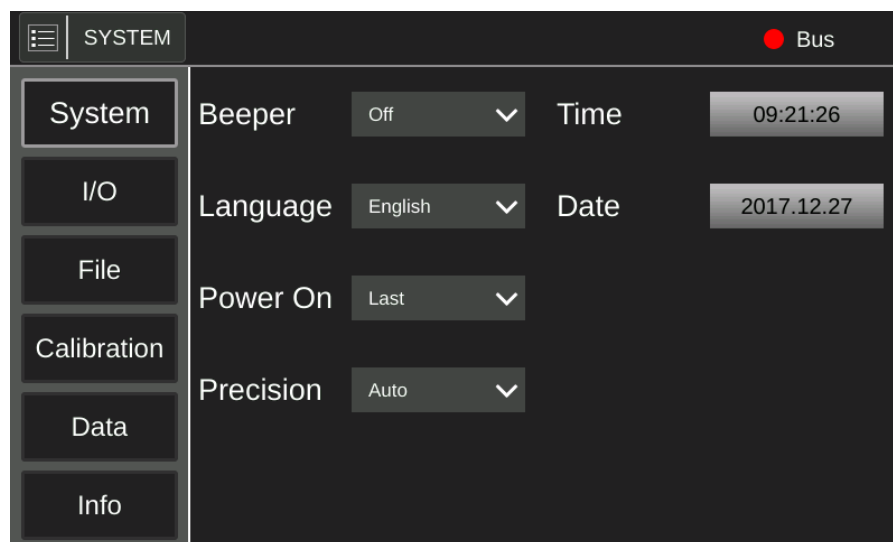 SYSTEM
Bus
System
I/O
File
Calibration
Data
Info
Beeper Off Time 09:21:26
Language English Date 2017.12.27
Power On Last
Precision Auto